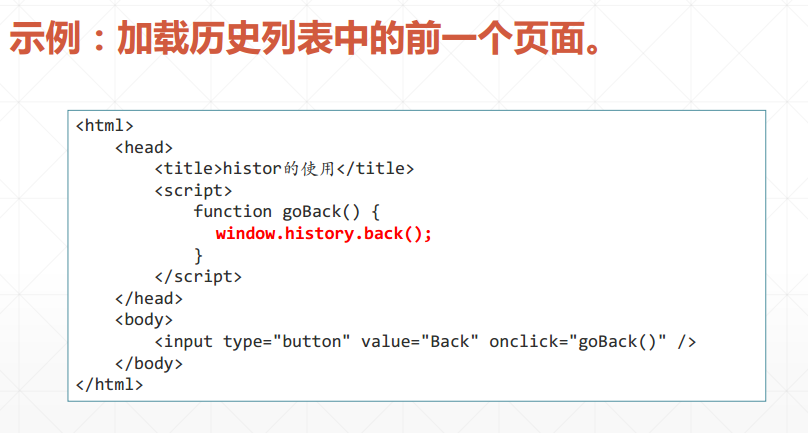 示例：加载历史列表中的前一个页面。
<html>
    <head>
        <title>histor的使用</title>
        <script>
            function goBack() {
              window.history.back();
            }
        </script>
    </head>
    <body>
        <input type="button" value="Back" onclick="goBack()" />
    </body>
</html>